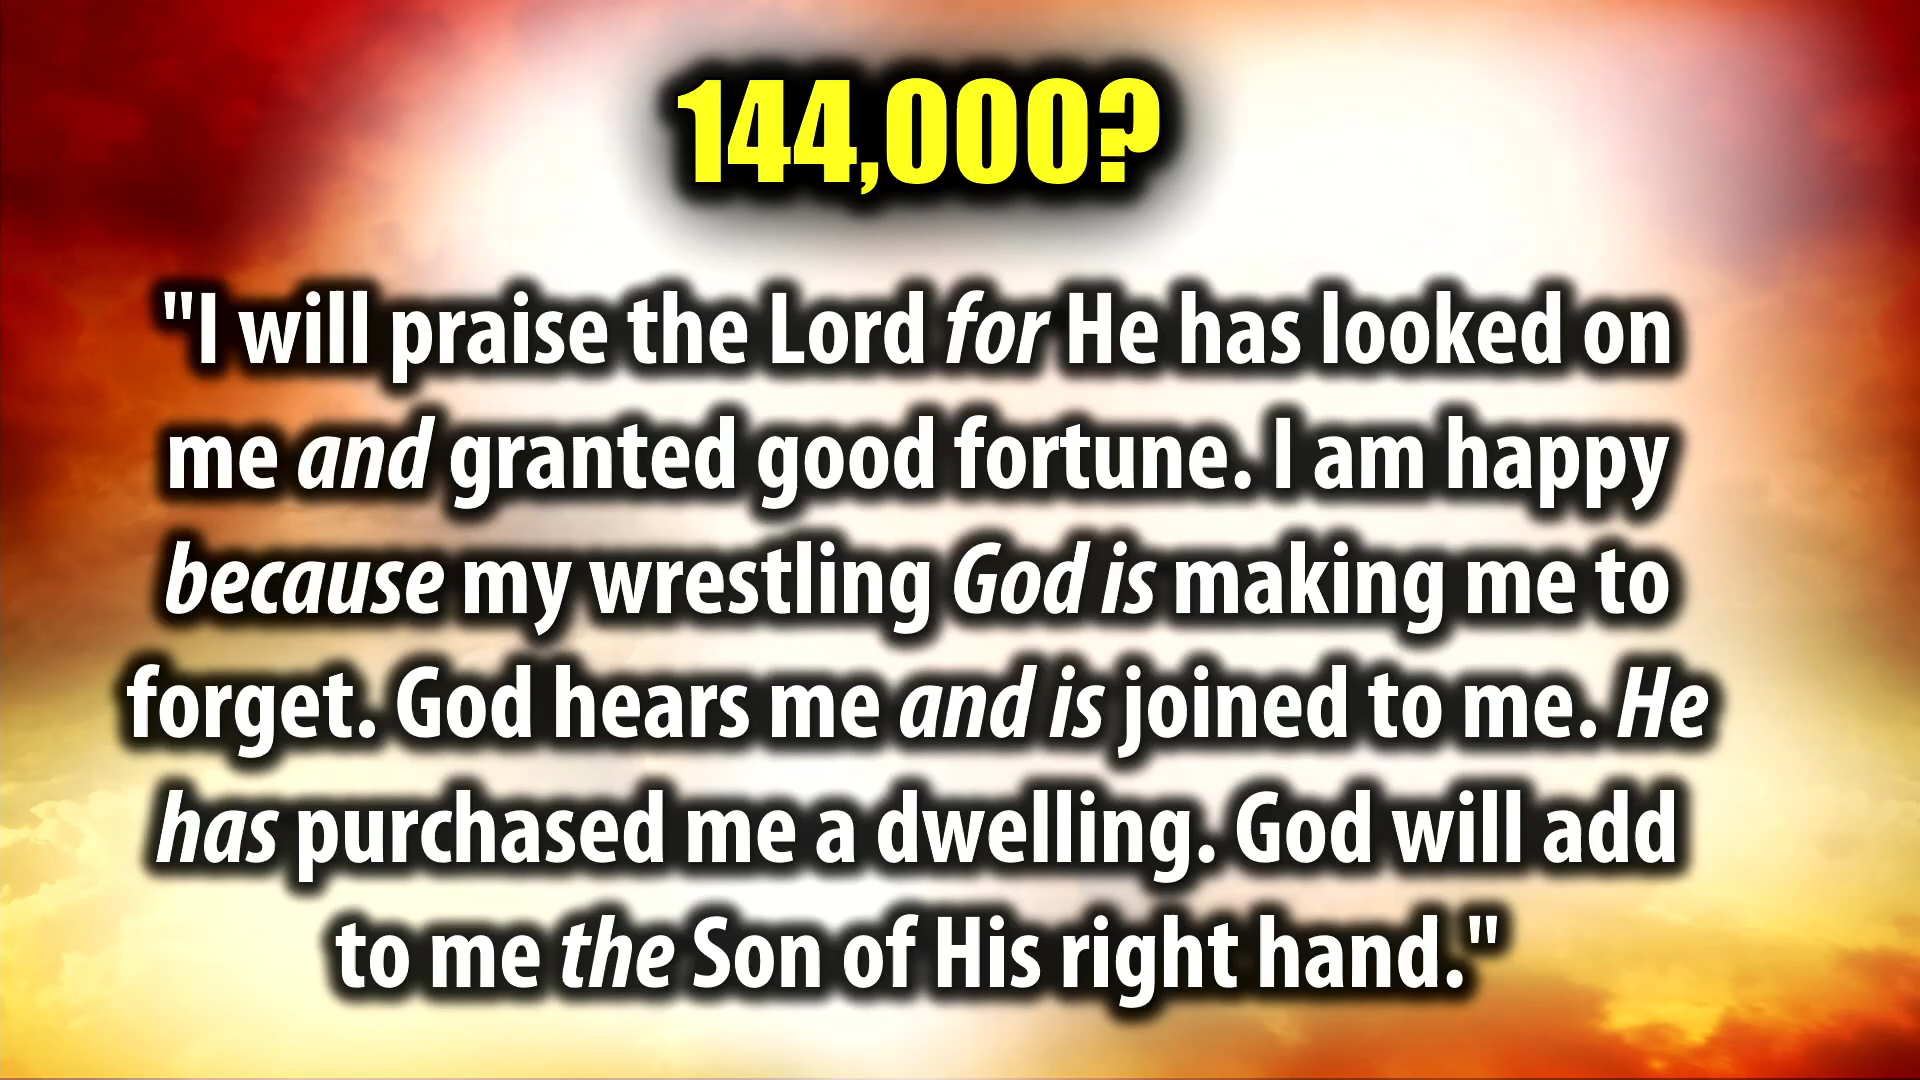 144,000?
"I will praise the Lord for He has looked on
me and granted good fortune. I am happy
because my wrestling God is making me to
forget. God hears me and is joined to me. He
has purchased me a dwelling. God will add
to me the Son of His right hand."